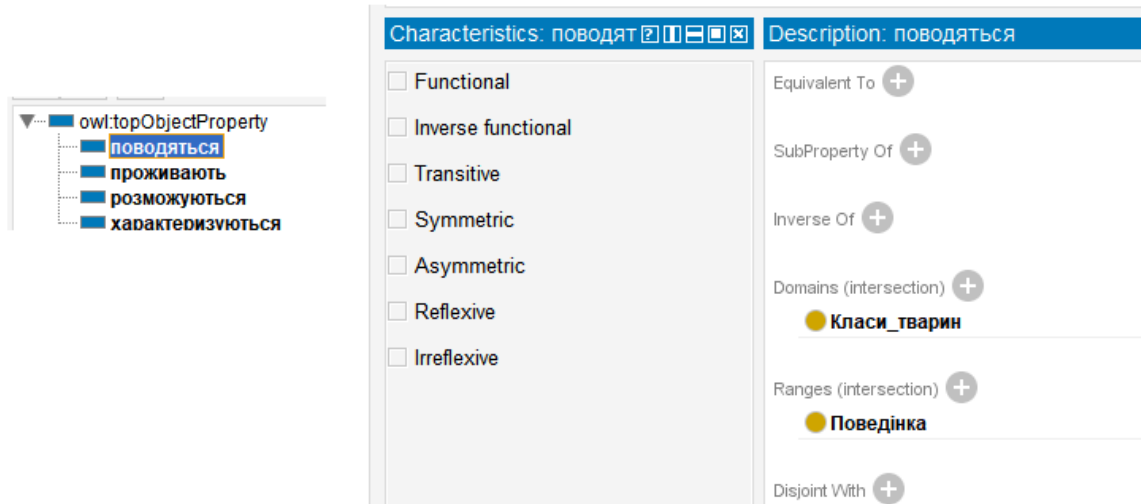 owl:topObjectProperty
поводяться
проживають
розможуються
характеризуються
Characteristics: поводят
Functional
Inverse functional
Transitive
Symmetric
Asymmetric
Reflexive
Irreflexive
Description: поводяться
Equivalent To
SubProperty Of
Inverse Of
Domains (intersection)
Класи_тварин
Ranges (intersection)
Поведінка
Disjoint With